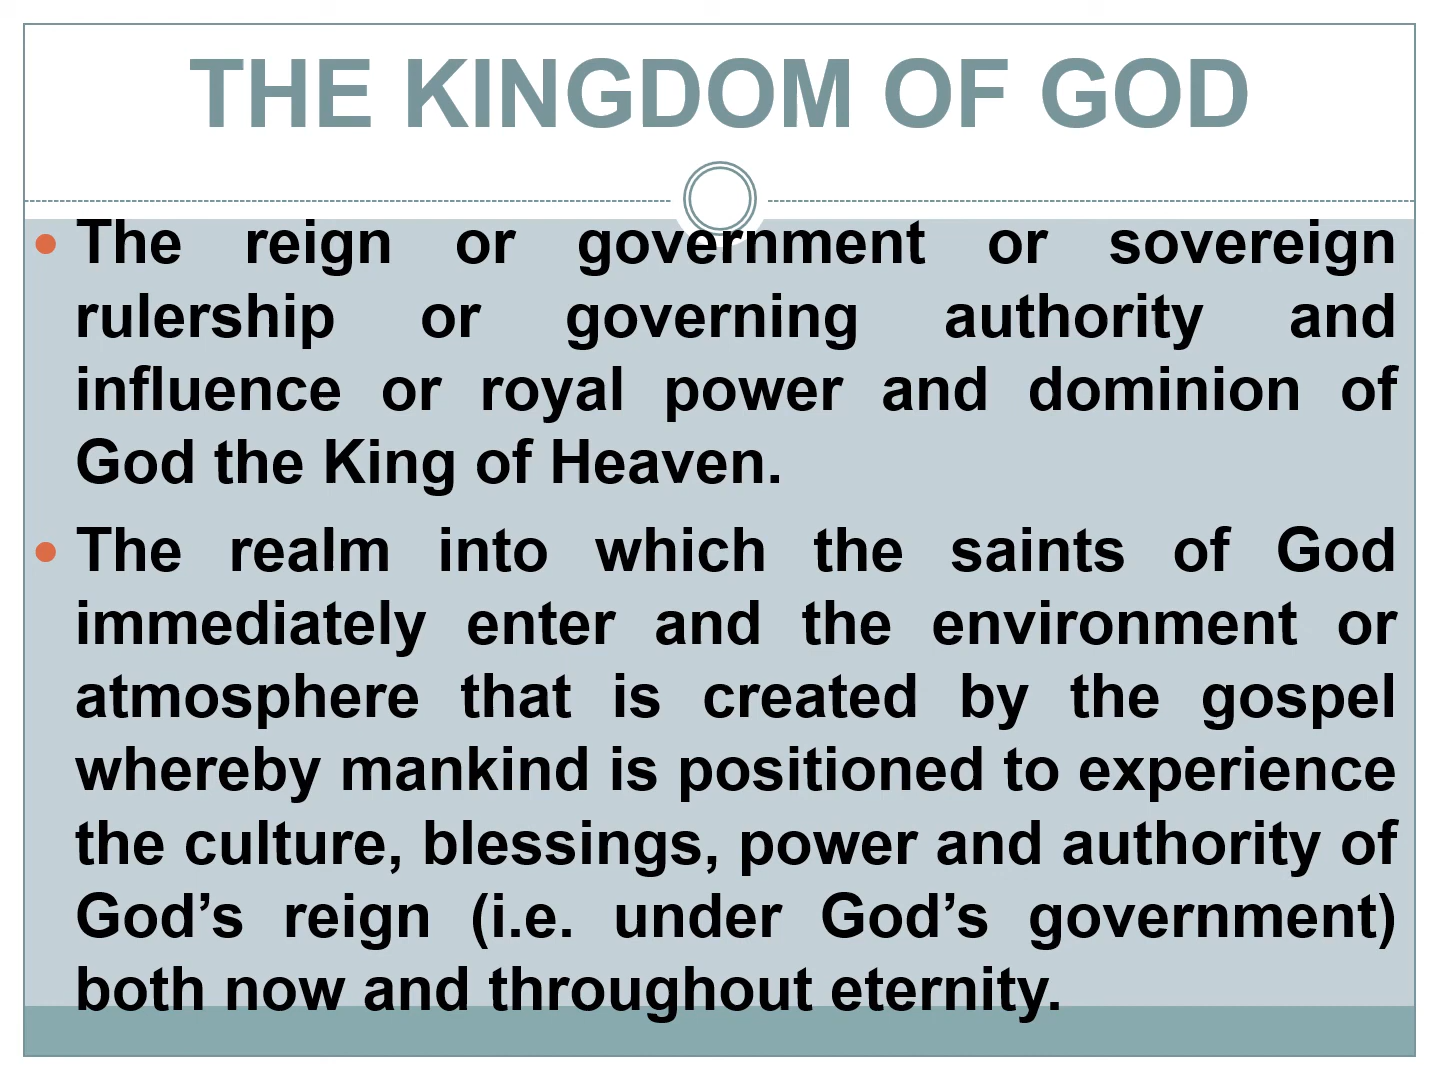 THE KINGDOM OF GOD
• The reign or government or sovereign
rulership or governing authority and
influence or royal power and dominion of
God the King of Heaven.
• The realm into which the saints of God
immediately enter and the environment or
atmosphere that is created by the gospel
whereby mankind is positioned to experience
the culture, blessings, power and authority of
God’s reign (i.e. under God’s government)
both now and throughout eternity.